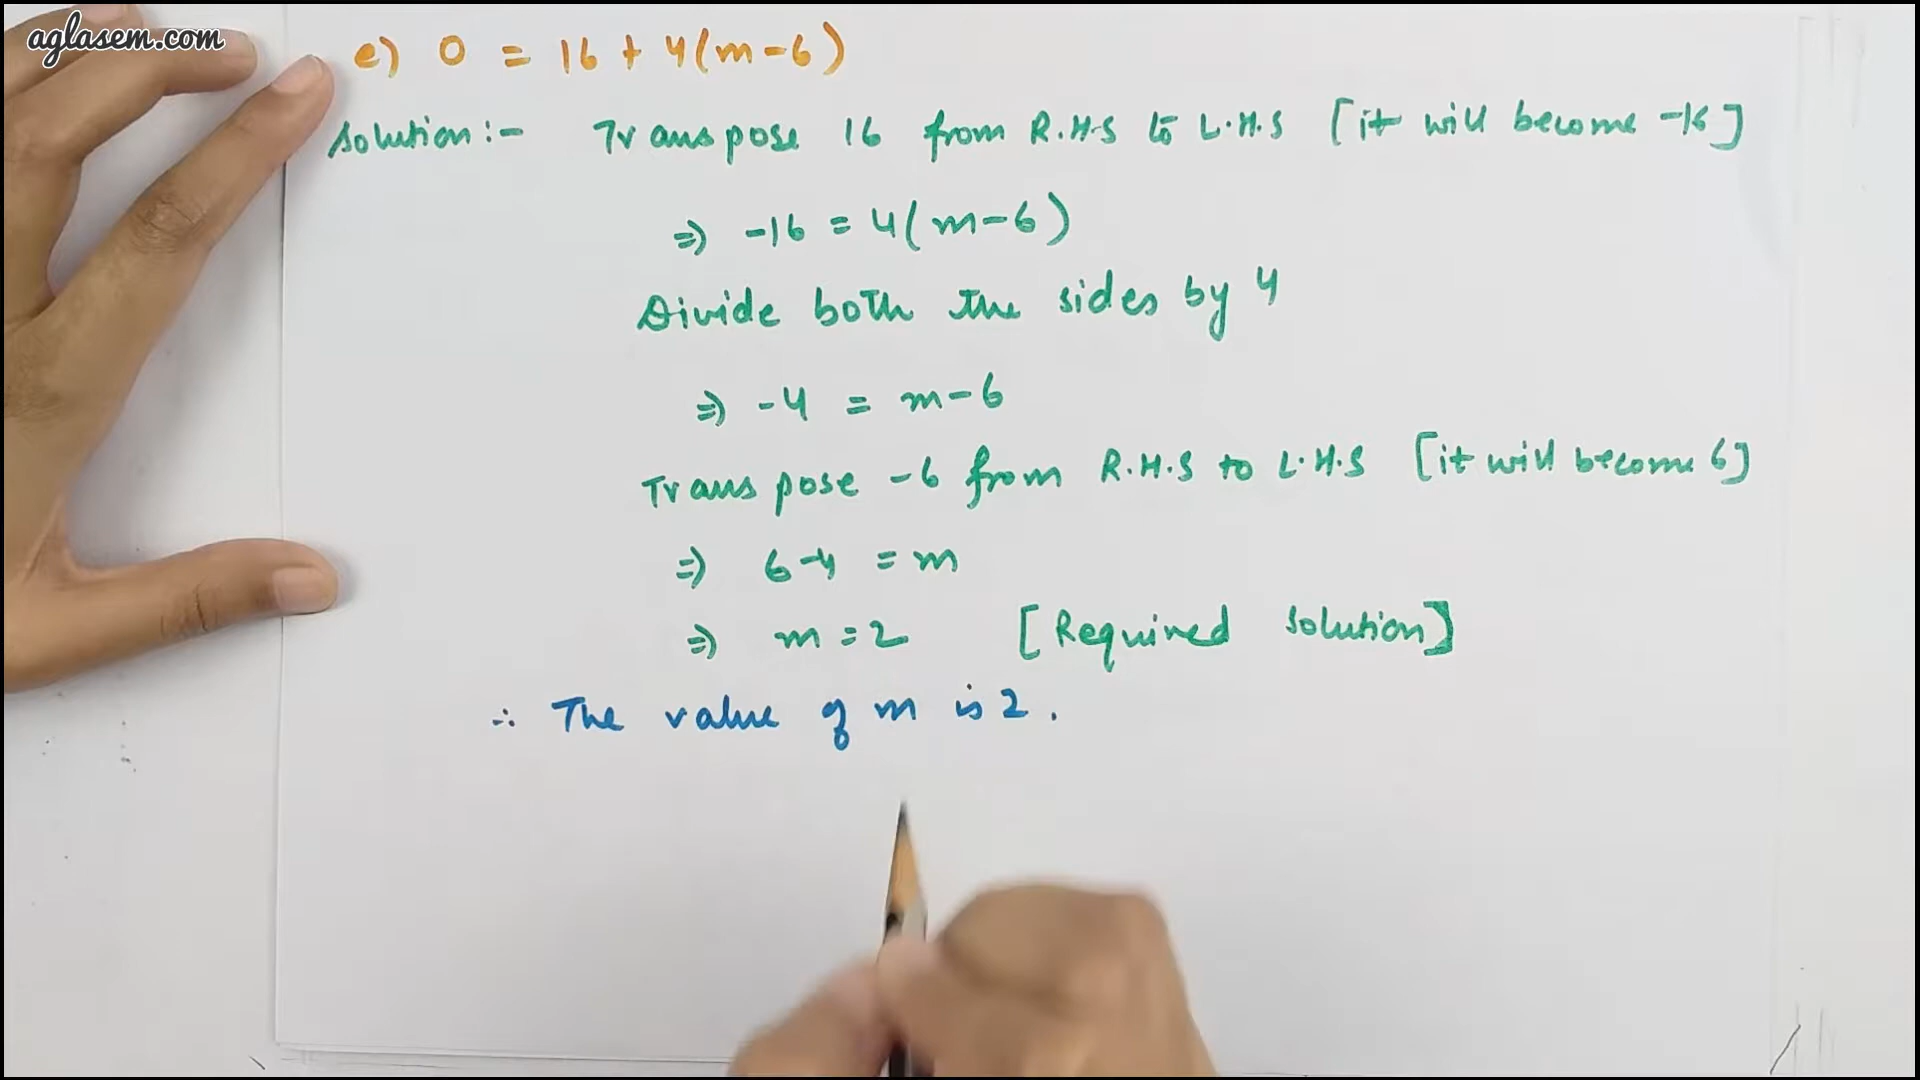 aglasem.com
e) 0 = 16 + 4(m-6)
Solution:- Transpose 16 from R.H.S to L.H.S [it will become -16]
⇒ -16 = 4(m-6)
Divide both the sides by 4
⇒ -4 = m-6
Transpose -6 from R.H.S to L.H.S [it will become 6]
⇒ 6-4 = m
⇒ m = 2 [Required solution]
∴ The value of m is 2.